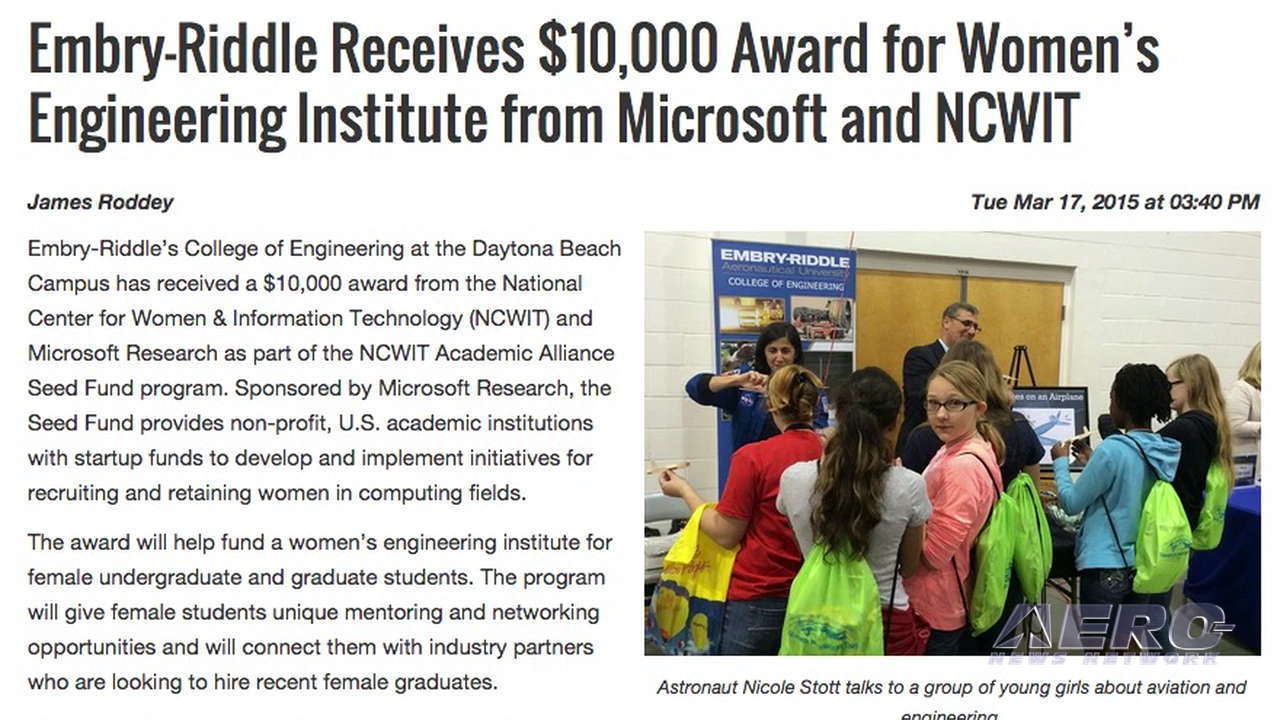 Embry-Riddle Receives $10,000 Award for Women’s
Engineering Institute from Microsoft and NCWIT
James Roddey
Tue Mar 17, 2015 at 03:40 PM
Embry-Riddle’s College of Engineering at the Daytona Beach
Campus has received a $10,000 award from the National
Center for Women & Information Technology (NCWIT) and
Microsoft Research as part of the NCWIT Academic Alliance
Seed Fund program. Sponsored by Microsoft Research, the
Seed Fund provides non-profit, U.S. academic institutions
with startup funds to develop and implement initiatives for
recruiting and retaining women in computing fields.
The award will help fund a women’s engineering institute for
female undergraduate and graduate students. The program
will give female students unique mentoring and networking
opportunities and will connect them with industry partners
who are looking to hire recent female graduates.
EMBRY-RIDDLE
Aeronautical University
COLLEGE OF ENGINEERING
on an Airplane
AERO
NEWS NETWORK
Astronaut Nicole Stott talks to a group of young girls about aviation and
engineering